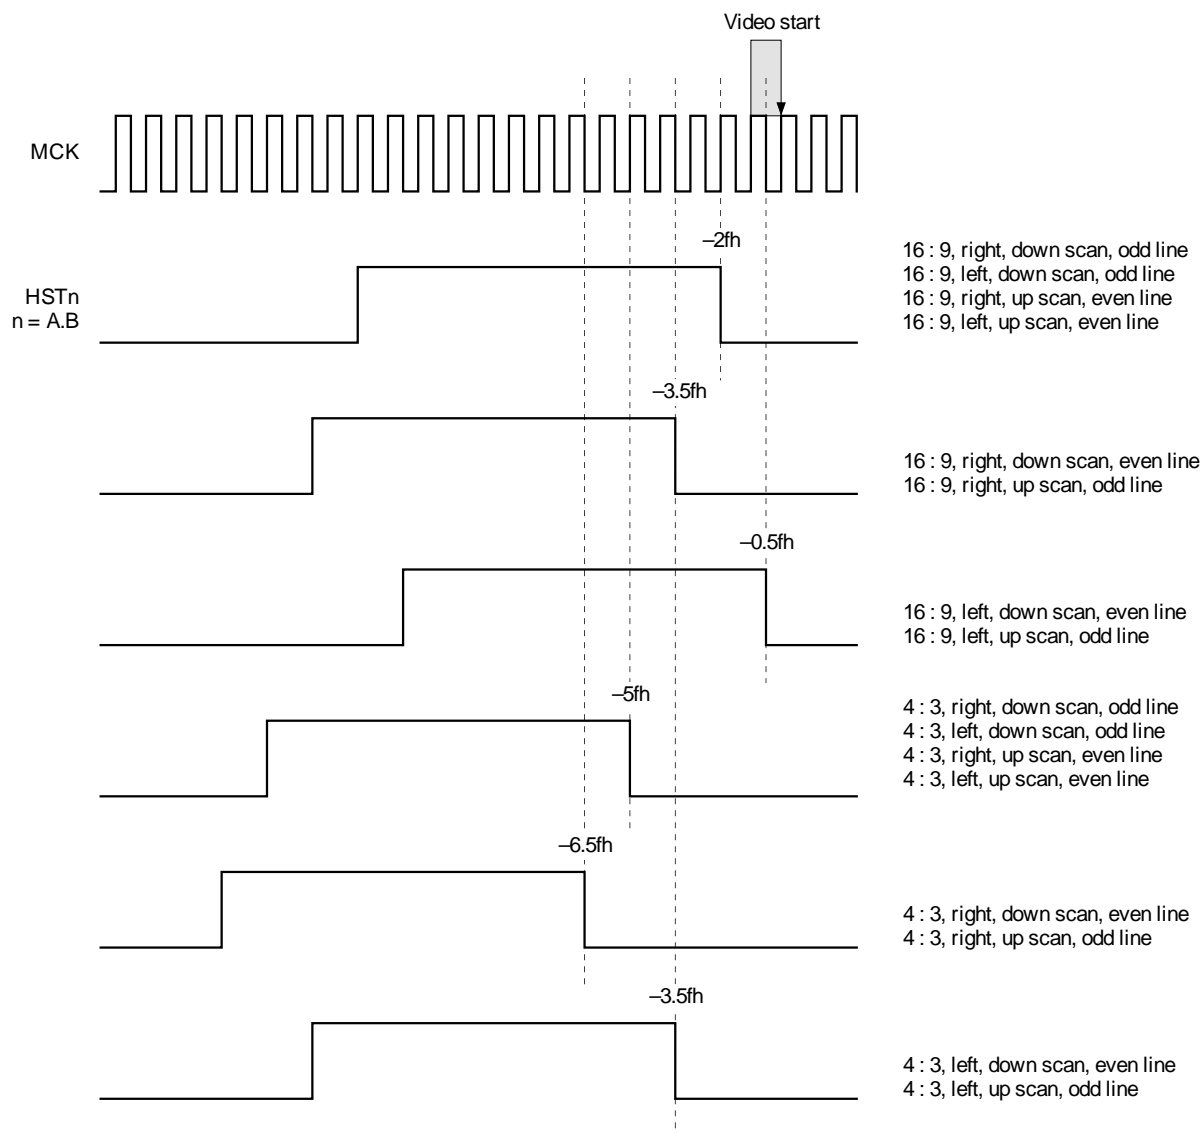 Video start
MCK
–2fh
HSTn
n = A.B
16 : 9, right, down scan, odd line
16 : 9, left, down scan, odd line
16 : 9, right, up scan, even line
16 : 9, left, up scan, even line
–3.5fh
16 : 9, right, down scan, even line
16 : 9, right, up scan, odd line
–0.5fh
16 : 9, left, down scan, even line
16 : 9, left, up scan, odd line
–5fh
4 : 3, right, down scan, odd line
4 : 3, left, down scan, odd line
4 : 3, right, up scan, even line
4 : 3, left, up scan, even line
–6.5fh
4 : 3, right, down scan, even line
4 : 3, right, up scan, odd line
–3.5fh
4 : 3, left, down scan, even line
4 : 3, left, up scan, odd line